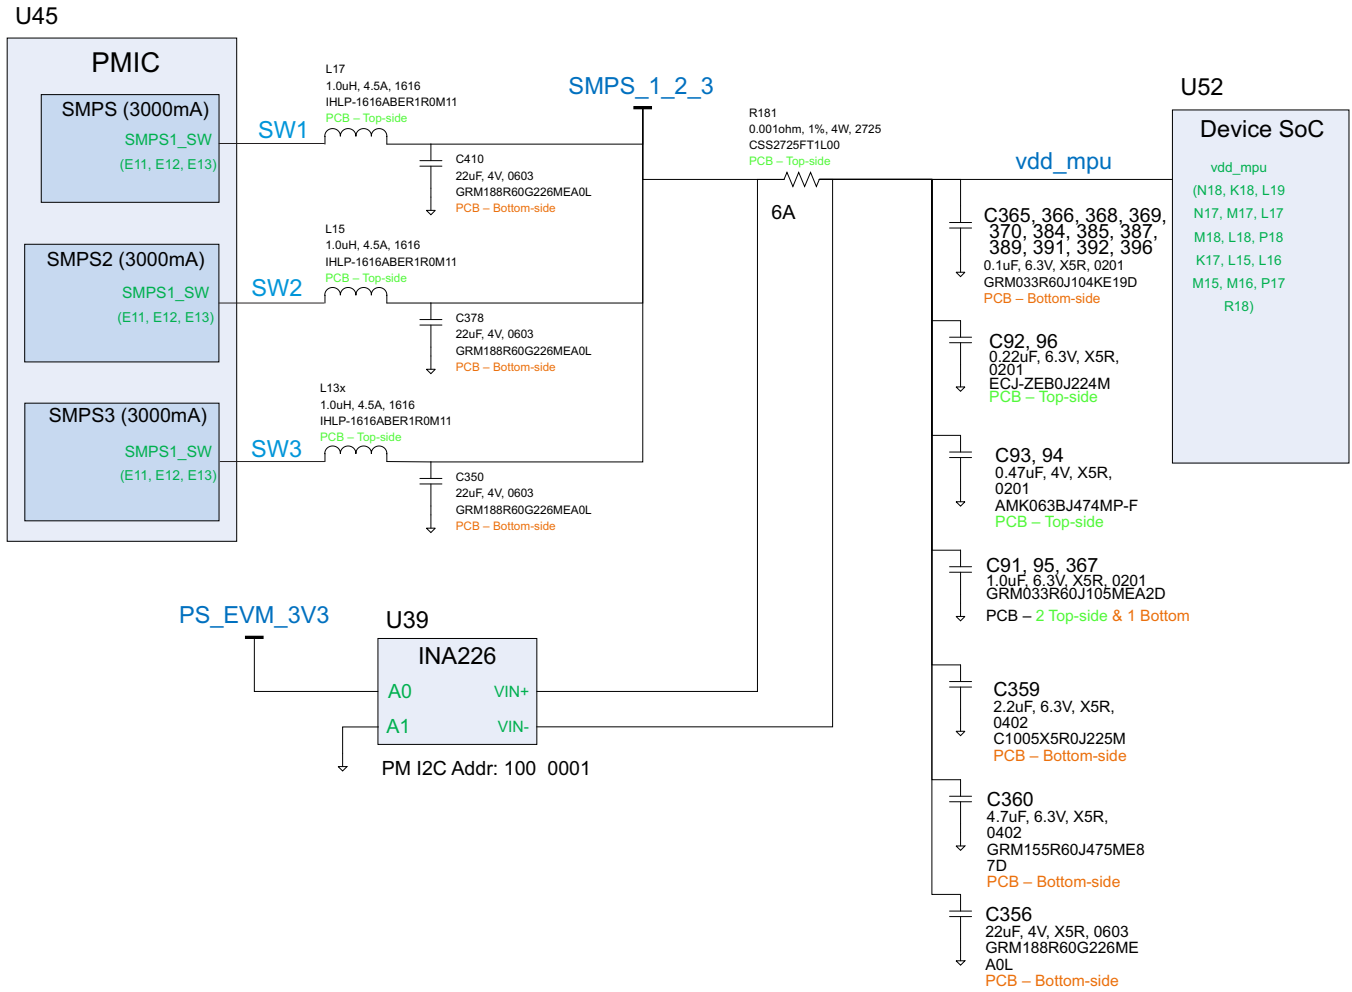 U45
PMIC
SMPS (3000mA)
SMPS1_SW
(E11, E12, E13)
SMPS2 (3000mA)
SMPS1_SW
(E11, E12, E13)
SMPS3 (3000mA)
SMPS1_SW
(E11, E12, E13)
SW1
SW2
SW3
L17
1.0uH, 4.5A, 1616
IHLP-1616ABER1R0M11
PCB – Top-side
C410
22uF, 4V, 0603
GRM188R60G226MEA0L
PCB – Bottom-side
L15
1.0uH, 4.5A, 1616
IHLP-1616ABER1R0M11
PCB – Top-side
C378
22uF, 4V, 0603
GRM188R60G226MEA0L
PCB – Bottom-side
L13x
1.0uH, 4.5A, 1616
IHLP-1616ABER1R0M11
PCB – Top-side
C350
22uF, 4V, 0603
GRM188R60G226MEA0L
PCB – Bottom-side
SMPS_1_2_3
R181
0.001ohm, 1%, 4W, 2725
CSS2725FT1L00
PCB – Top-side
6A
vdd_mpu
U52
Device SoC
vdd_mpu
(N18, K18, L19
N17, M17, L17
M18, L18, P18
K17, L15, L16
M15, M16, P17
R18)
C365, 366, 368, 369,
370, 384, 385, 387,
389, 391, 392, 396
0.1uF, 6.3V, X5R, 0201
GRM033R60J104KE19D
PCB – Bottom-side
C92, 96
0.22uF, 6.3V, X5R,
0201
ECJ-ZEB0J224M
PCB – Top-side
C93, 94
0.47uF, 4V, X5R,
0201
AMK063BJ474MP-F
PCB – Top-side
C91, 95, 367
1.0uF, 6.3V, X5R, 0201
GRM033R60J105MEA2D
PCB – 2 Top-side & 1 Bottom
C359
2.2uF, 6.3V, X5R,
0402
C1005X5R0J225M
PCB – Bottom-side
C360
4.7uF, 6.3V, X5R,
0402
GRM155R60J475ME8
7D
PCB – Bottom-side
C356
22uF, 4V, X5R, 0603
GRM188R60G226ME
A0L
PCB – Bottom-side
PS_EVM_3V3
U39
INA226
A0
VIN+
A1
VIN-
PM I2C Addr: 100 0001